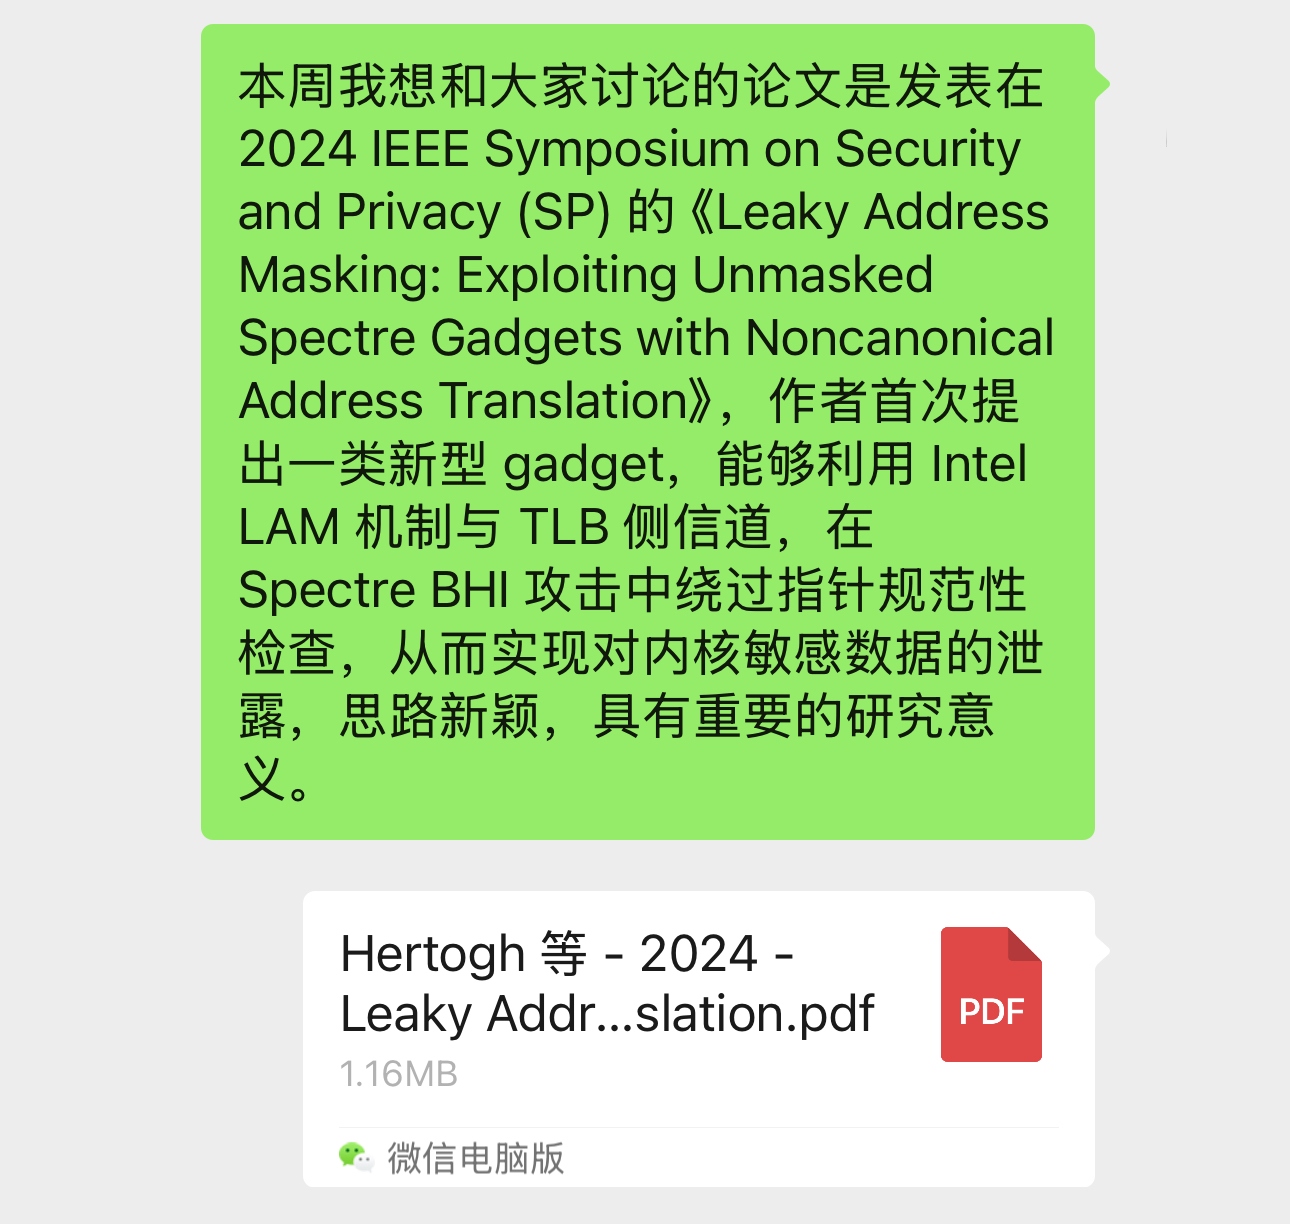 本周我想和大家讨论的论文是发表在
2024 IEEE Symposium on Security
and Privacy (SP) 的《Leaky Address
Masking: Exploiting Unmasked
Spectre Gadgets with Noncanonical
Address Translation》，作者首次提
出一类新型 gadget，能够利用 Intel
LAM 机制与 TLB 侧信道，在
Spectre BHI 攻击中绕过指针规范性
检查，从而实现对内核敏感数据的泄
露，思路新颖，具有重要的研究意
义。
Hertogh 等 - 2024 -
Leaky Addr...slation.pdf
PDF
1.16MB
微信电脑版